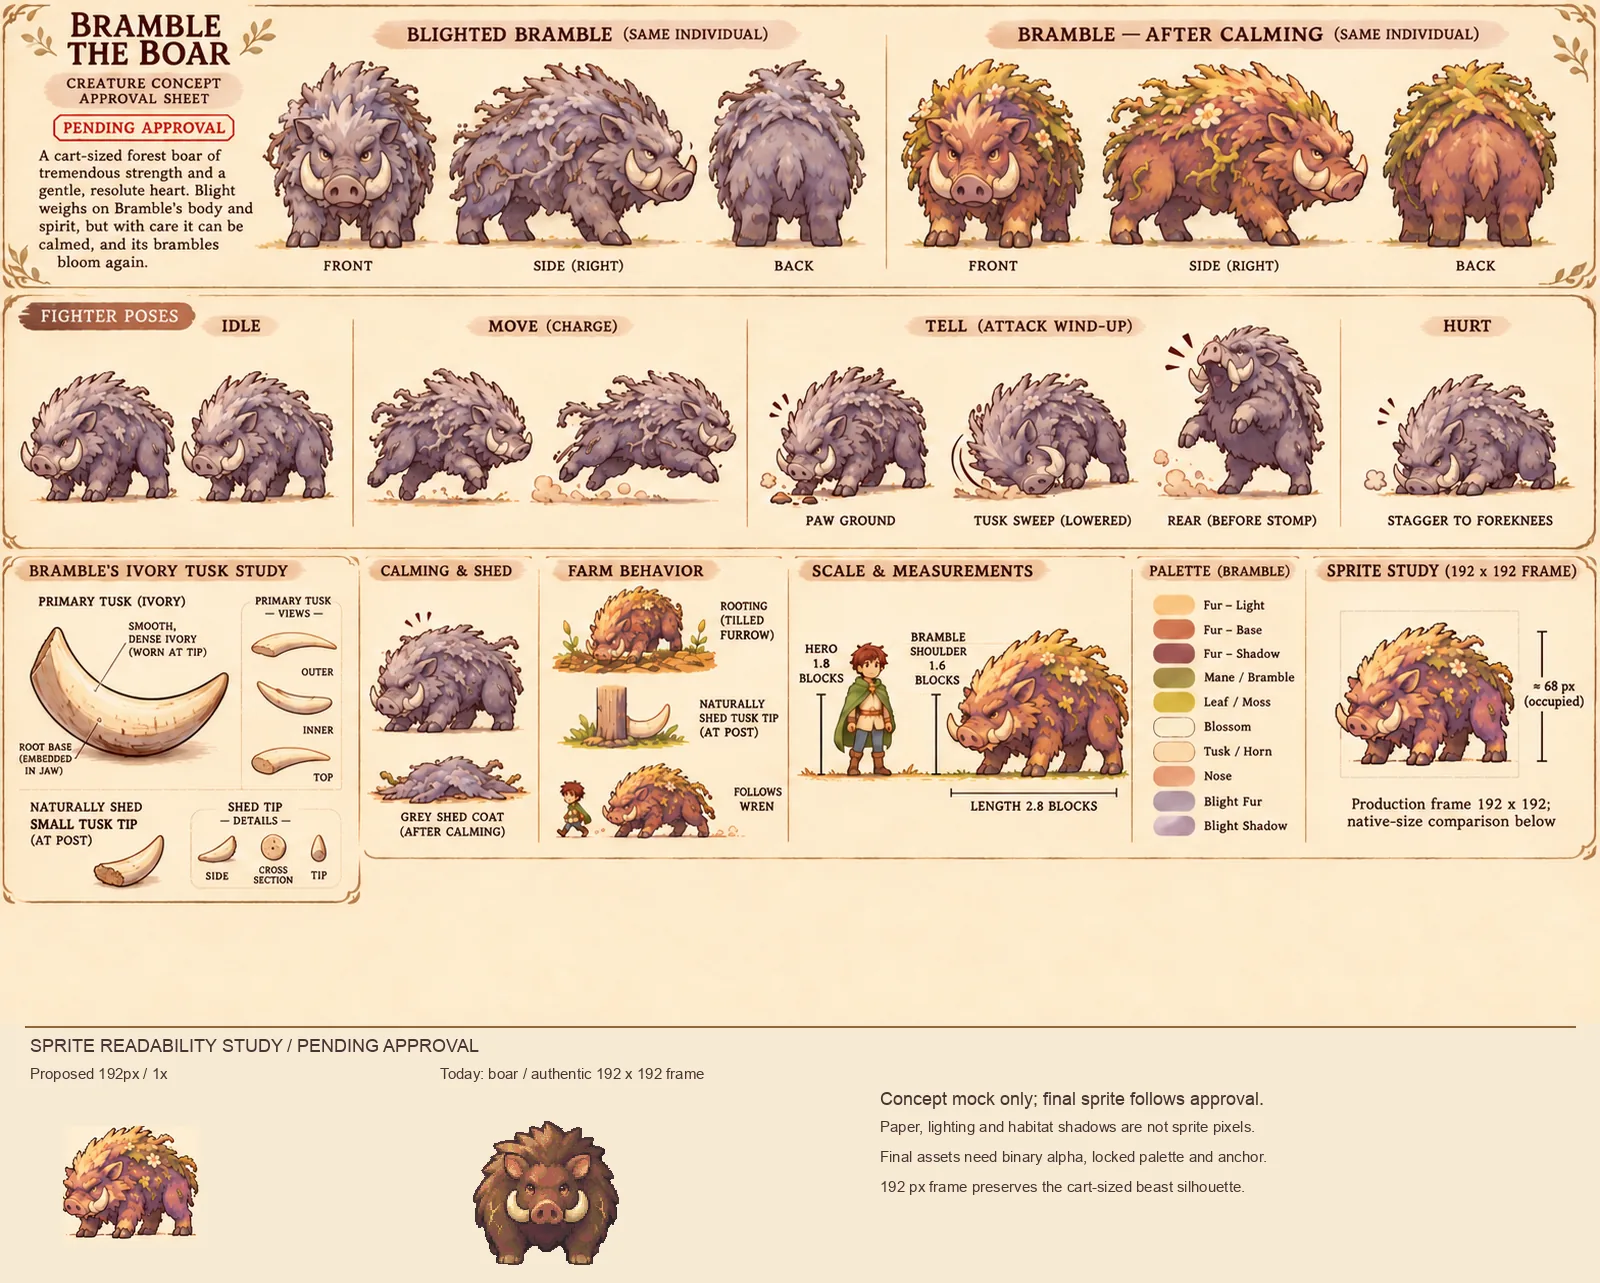 BRAMBLE
THE BOAR
CREATURE CONCEPT
APPROVAL SHEET
PENDING APPROVAL
A cart-sized forest boar of
tremendous strength and a
gentle, resolute heart. Blight
weighs on Bramble's body and
spirit, but with care it can be
calmed, and its brambles
bloom again.
BLIGHTED BRAMBLE (SAME INDIVIDUAL)
FRONT
SIDE (RIGHT)
BACK
BRAMBLE — AFTER CALMING (SAME INDIVIDUAL)
FRONT
SIDE (RIGHT)
BACK
FIGHTER POSES
IDLE
MOVE (CHARGE)
TELL (ATTACK WIND-UP)
PAW GROUND
TUSK SWEEP (LOWERED)
REAR (BEFORE STOMP)
HURT
STAGGER TO FOREKNEES
BRAMBLE'S IVORY TUSK STUDY
PRIMARY TUSK (IVORY)
SMOOTH,
DENSE IVORY
(WORN AT TIP)
ROOT BASE
(EMBEDDED
IN JAW)
PRIMARY TUSK
— VIEWS —
OUTER
INNER
TOP
NATURALLY SHED
SMALL TUSK TIP
(AT POST)
SHED TIP
— DETAILS —
SIDE
CROSS
SECTION
TIP
CALMING & SHED
GREY SHED COAT
(AFTER CALMING)
FARM BEHAVIOR
ROOTING
(TILLED
FURROW)
NATURALLY
SHED TUSK TIP
(AT POST)
FOLLOWS
WREN
SCALE & MEASUREMENTS
HERO
1.8
BLOCKS
BRAMBLE
SHOULDER
1.6
BLOCKS
LENGTH 2.8 BLOCKS
PALETTE (BRAMBLE)
Fur – Light
Fur – Base
Fur – Shadow
Mane / Bramble
Leaf / Moss
Blossom
Tusk / Horn
Nose
Blight Fur
Blight Shadow
SPRITE STUDY (192 x 192 FRAME)
≈ 68 px
(occupied)
Production frame 192 x 192;
native-size comparison below
SPRITE READABILITY STUDY / PENDING APPROVAL
Proposed 192px / 1x
Today: boar / authentic 192 x 192 frame
Concept mock only; final sprite follows approval.
Paper, lighting and habitat shadows are not sprite pixels.
Final assets need binary alpha, locked palette and anchor.
192 px frame preserves the cart-sized beast silhouette.